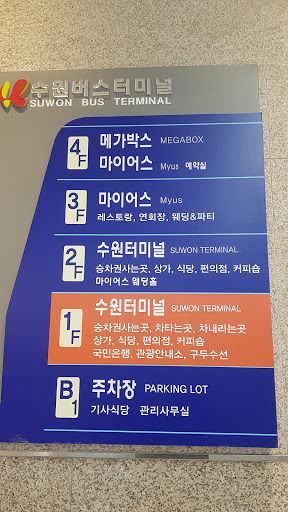 수원버스터미널
SUWON BUS TERMINAL
4F 메가박스 MEGABOX
마이어스 Myus 예약실
3F 마이어스 Myus
레스토랑, 연회장, 웨딩&파티
2F 수원터미널 SUWON TERMINAL
승차권사는곳, 상가, 식당, 편의점, 커피숍
마이어스 웨딩홀
1F 수원터미널 SUWON TERMINAL
승차권사는곳, 차타는곳, 차내리는곳
상가, 식당, 편의점, 커피숍
국민은행, 관광안내소, 구두수선
B1 주차장 PARKING LOT
기사식당 관리사무실